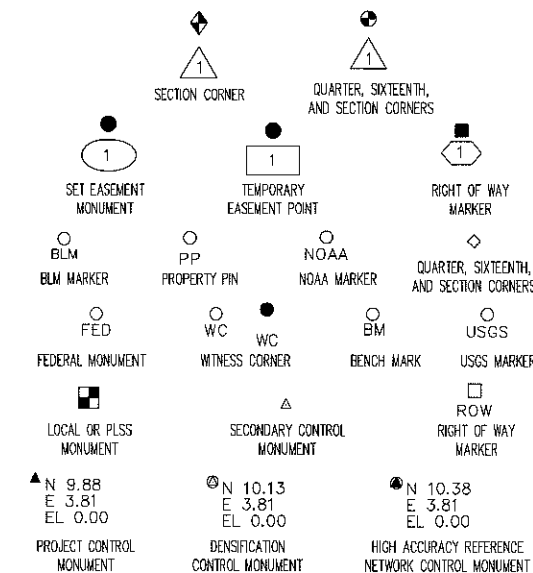 1
1
SECTION CORNER
QUARTER, SIXTEENTH,
AND SECTION CORNERS
1
1
1
SET EASEMENT
MONUMENT
TEMPORARY
EASEMENT POINT
RIGHT OF WAY
MARKER
BLM
PP
NOAA
BLM MARKER
PROPERTY PIN
NOAA MARKER
QUARTER, SIXTEENTH,
AND SECTION CORNERS
FED
WC
WC
BM
USGS
FEDERAL MONUMENT
WITNESS CORNER
BENCH MARK
USGS MARKER
ROW
LOCAL OR PLSS
MONUMENT
SECONDARY CONTROL
MONUMENT
RIGHT OF WAY
MARKER
N 9.88
E 3.81
EL 0.00
N 10.13
E 3.81
EL 0.00
N 10.38
E 3.81
EL 0.00
PROJECT CONTROL
MONUMENT
DENSIFICATION
CONTROL MONUMENT
HIGH ACCURACY REFERENCE
NETWORK CONTROL MONUMENT